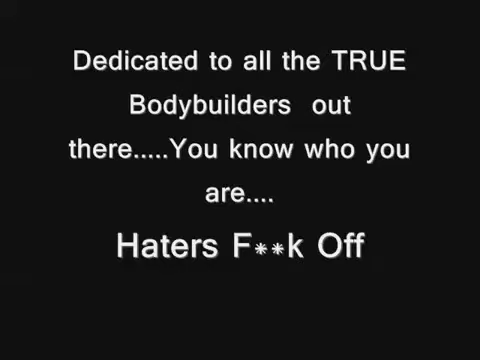 Dedicated to all the TRUE
Bodybuilders out
there.....You know who you
are....
Haters F**k Off